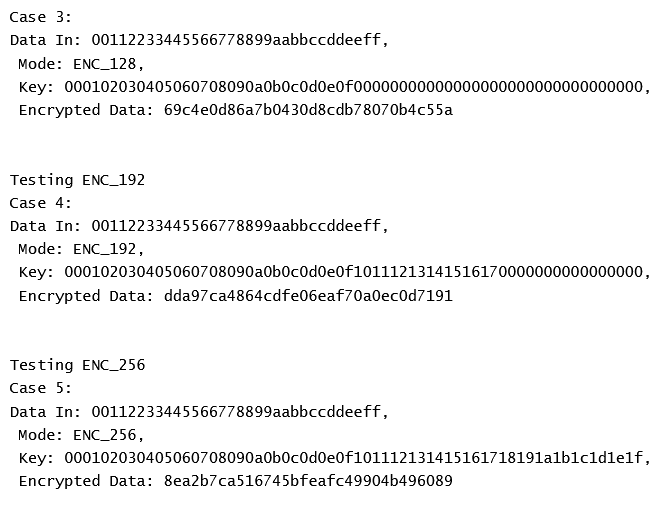 Case 3:
Data In: 00112233445566778899aabbccddeeff,
Mode: ENC_128,
Key: 000102030405060708090a0b0c0d0e0f00000000000000000000000000000000,
Encrypted Data: 69c4e0d86a7b0430d8cdb78070b4c55a
Testing ENC_192
Case 4:
Data In: 00112233445566778899aabbccddeeff,
Mode: ENC_192,
Key: 000102030405060708090a0b0c0d0e0f10111213141516170000000000000000,
Encrypted Data: dda97ca4864cdfe06eaf70a0ec0d7191
Testing ENC_256
Case 5:
Data In: 00112233445566778899aabbccddeeff,
Mode: ENC_256,
Key: 000102030405060708090a0b0c0d0e0f101112131415161718191a1b1c1d1e1f,
Encrypted Data: 8ea2b7ca516745bfeafc49904b496089